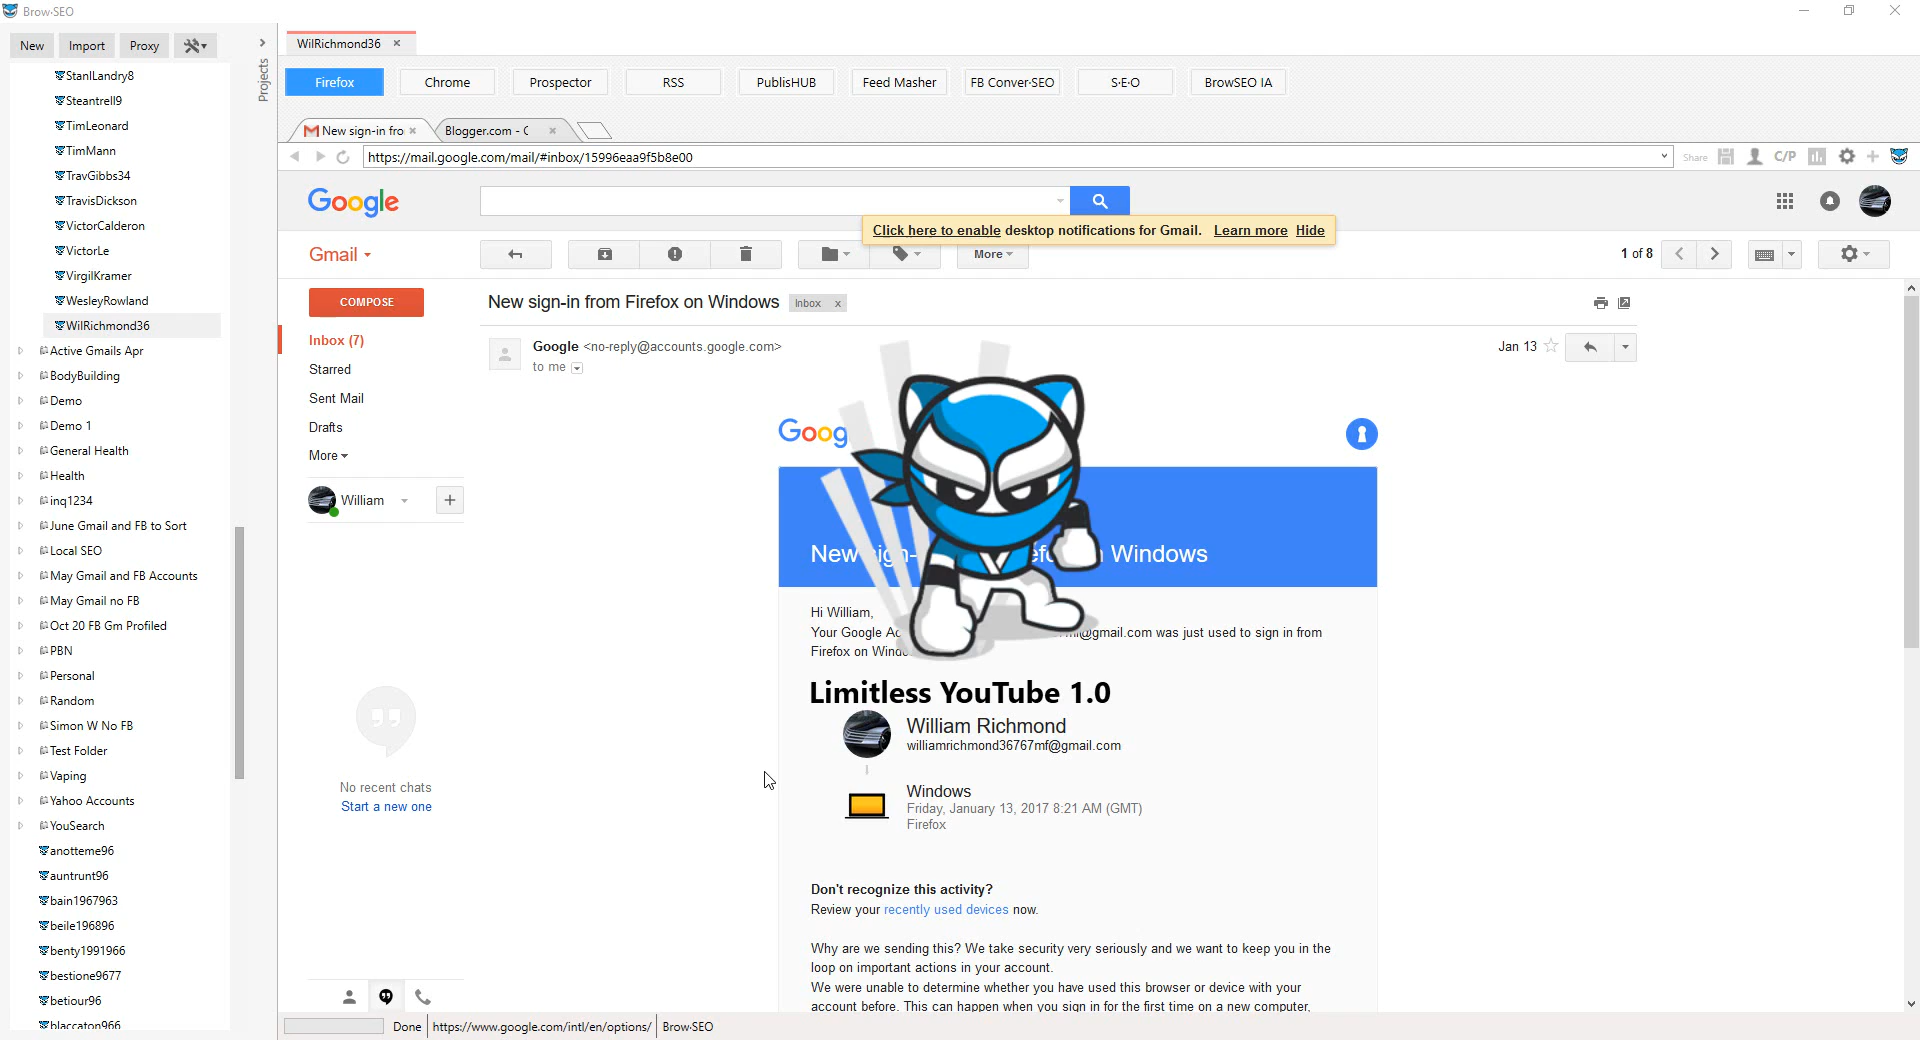 Brow·SEO
New Import Proxy
Projects
StanlLandry8
Steantrell9
TimLeonard
TimMann
TravGibbs34
TravisDickson
VictorCalderon
VictorLe
VirgilKramer
WesleyRowland
WilRichmond36
Active Gmails Apr
BodyBuilding
Demo
Demo 1
General Health
Health
inq1234
June Gmail and FB to Sort
Local SEO
May Gmail and FB Accounts
May Gmail no FB
Oct 20 FB Gm Profiled
PBN
Personal
Random
Simon W No FB
Test Folder
Vaping
Yahoo Accounts
YouSearch
anotteme96
auntrunt96
bain1967963
beile196896
benty1991966
bestione9677
betiour96
blaccaton966
WilRichmond36
Firefox Chrome Prospector RSS PublisHUB Feed Masher FB Conver·SEO S·E·O BrowSEO IA
New sign-in fro Blogger.com - C
https://mail.google.com/mail/#inbox/15996eaa9f5b8e00 Share C/P
Google
Click here to enable desktop notifications for Gmail. Learn more Hide
Gmail More 1 of 8
COMPOSE
Inbox (7)
Starred
Sent Mail
Drafts
More
William
No recent chats
Start a new one
New sign-in from Firefox on Windows Inbox x
Google <no-reply@accounts.google.com> Jan 13
to me
Goog
New sign- efo Windows
Hi William,
Your Google Ac mf@gmail.com was just used to sign in from
Firefox on Windo
Limitless YouTube 1.0
William Richmond
williamrichmond36767mf@gmail.com
Windows
Friday, January 13, 2017 8:21 AM (GMT)
Firefox
Don't recognize this activity?
Review your recently used devices now.
Why are we sending this? We take security very seriously and we want to keep you in the
loop on important actions in your account.
We were unable to determine whether you have used this browser or device with your
account before. This can happen when you sign in for the first time on a new computer,
Done https://www.google.com/intl/en/options/ Brow·SEO